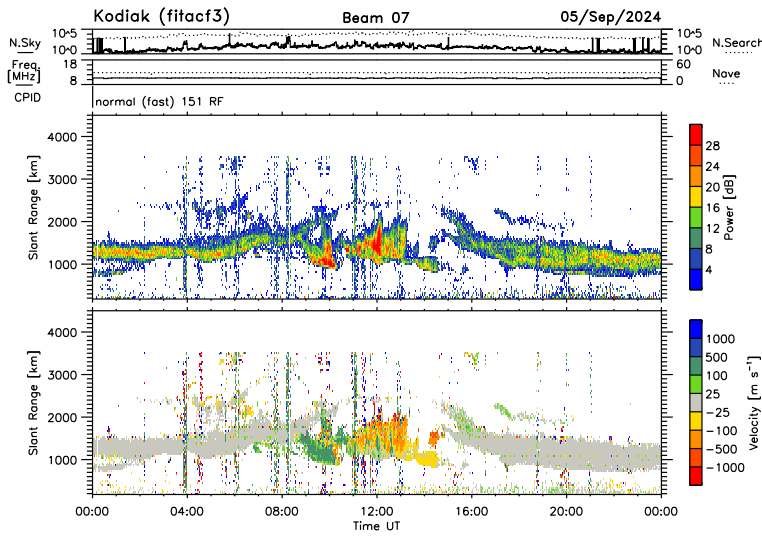 Kodiak (fitacf3) Beam 07 05/Sep/2024
N.Sky 10+5 10+0 10+5 10+0 N.Search
Freq. [MHz] 18 8 60 0 Nave
CPID normal (fast) 151 RF
Slant Range [km]
4000
3000
2000
1000
28
24
20
16
12
8
4
Power [dB]
Slant Range [km]
4000
3000
2000
1000
1000
500
100
25
−25
−100
−500
−1000
Velocity [m s⁻¹]
00:00 04:00 08:00 12:00 16:00 20:00 00:00
Time UT